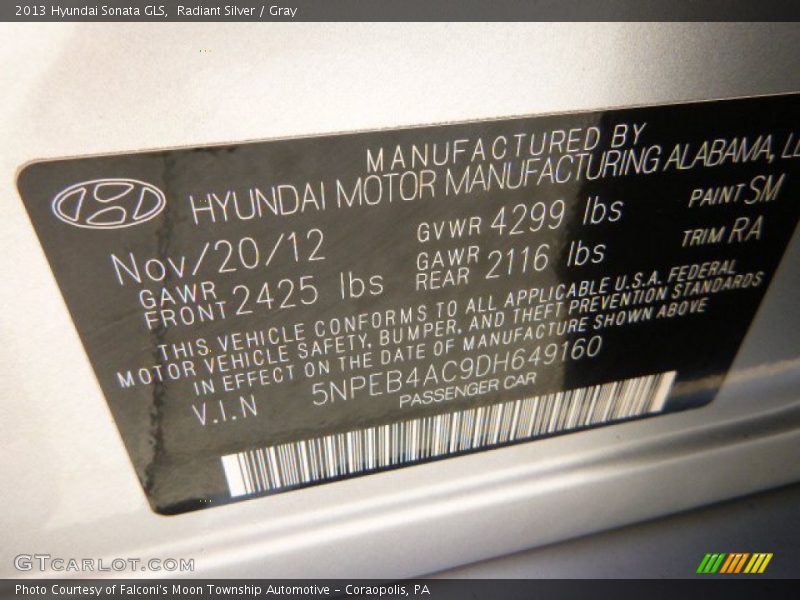 2013 Hyundai Sonata GLS, Radiant Silver / Gray
MANUFACTURED BY
HYUNDAI MOTOR MANUFACTURING ALABAMA, LL
Nov/20/12 GVWR 4299 lbs PAINT SM
GAWR FRONT 2425 lbs GAWR REAR 2116 lbs TRIM RA
THIS VEHICLE CONFORMS TO ALL APPLICABLE U.S.A. FEDERAL
MOTOR VEHICLE SAFETY, BUMPER, AND THEFT PREVENTION STANDARDS
IN EFFECT ON THE DATE OF MANUFACTURE SHOWN ABOVE
V.I.N 5NPEB4AC9DH649160
PASSENGER CAR
GTCARLOT.COM
Photo Courtesy of Falconi's Moon Township Automotive - Coraopolis, PA